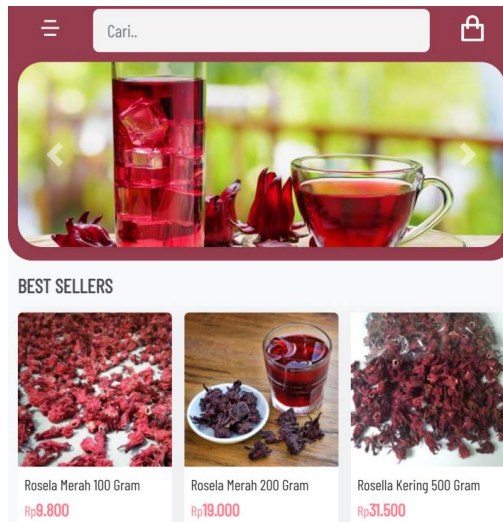 Cari..
BEST SELLERS
Rosela Merah 100 Gram
Rp9.800
Rosela Merah 200 Gram
Rp19.000
Rosella Kering 500 Gram
Rp31.500